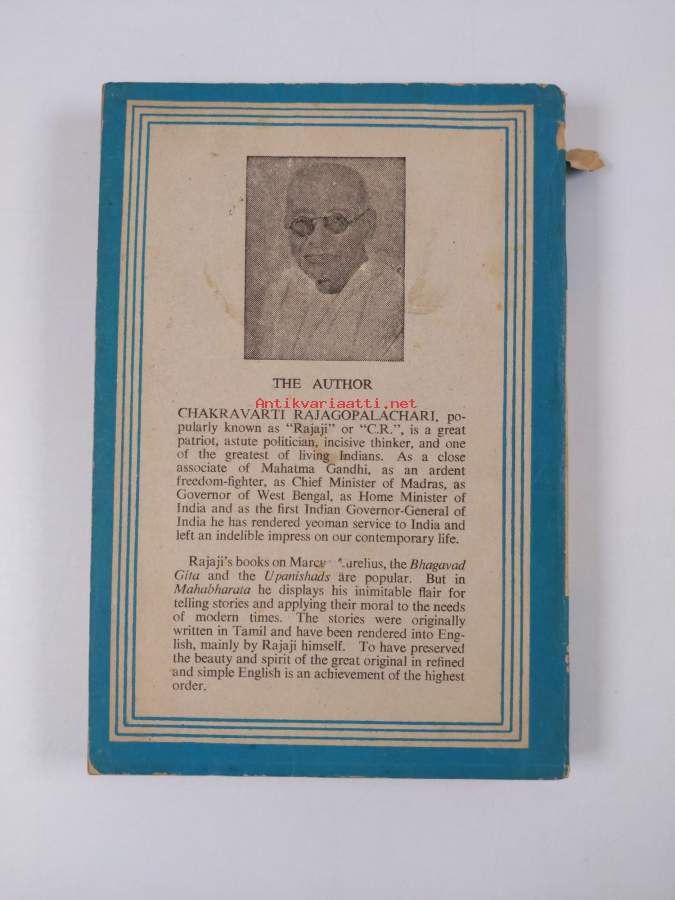 THE AUTHOR
Antikvariaatti.net
CHAKRAVARTI RAJAGOPALACHARI, po-
pularly known as “Rajaji” or “C.R.”, is a great
patriot, astute politician, incisive thinker, and one
of the greatest of living Indians. As a close
associate of Mahatma Gandhi, as an ardent
freedom-fighter, as Chief Minister of Madras, as
Governor of West Bengal, as Home Minister of
India and as the first Indian Governor-General of
India he has rendered yeoman service to India and
left an indelible impress on our contemporary life.
Rajaji's books on the Bhagavad
Gita and the Upanishads are popular. But in
Mahabharata he displays his inimitable flair for
telling stories and applying their moral to the needs
of modern times. The stories were originally
written in Tamil and have been rendered into Eng-
lish, mainly by Rajaji himself. To have preserved
the beauty and spirit of the great original in refined
and simple English is an achievement of the highest
order.